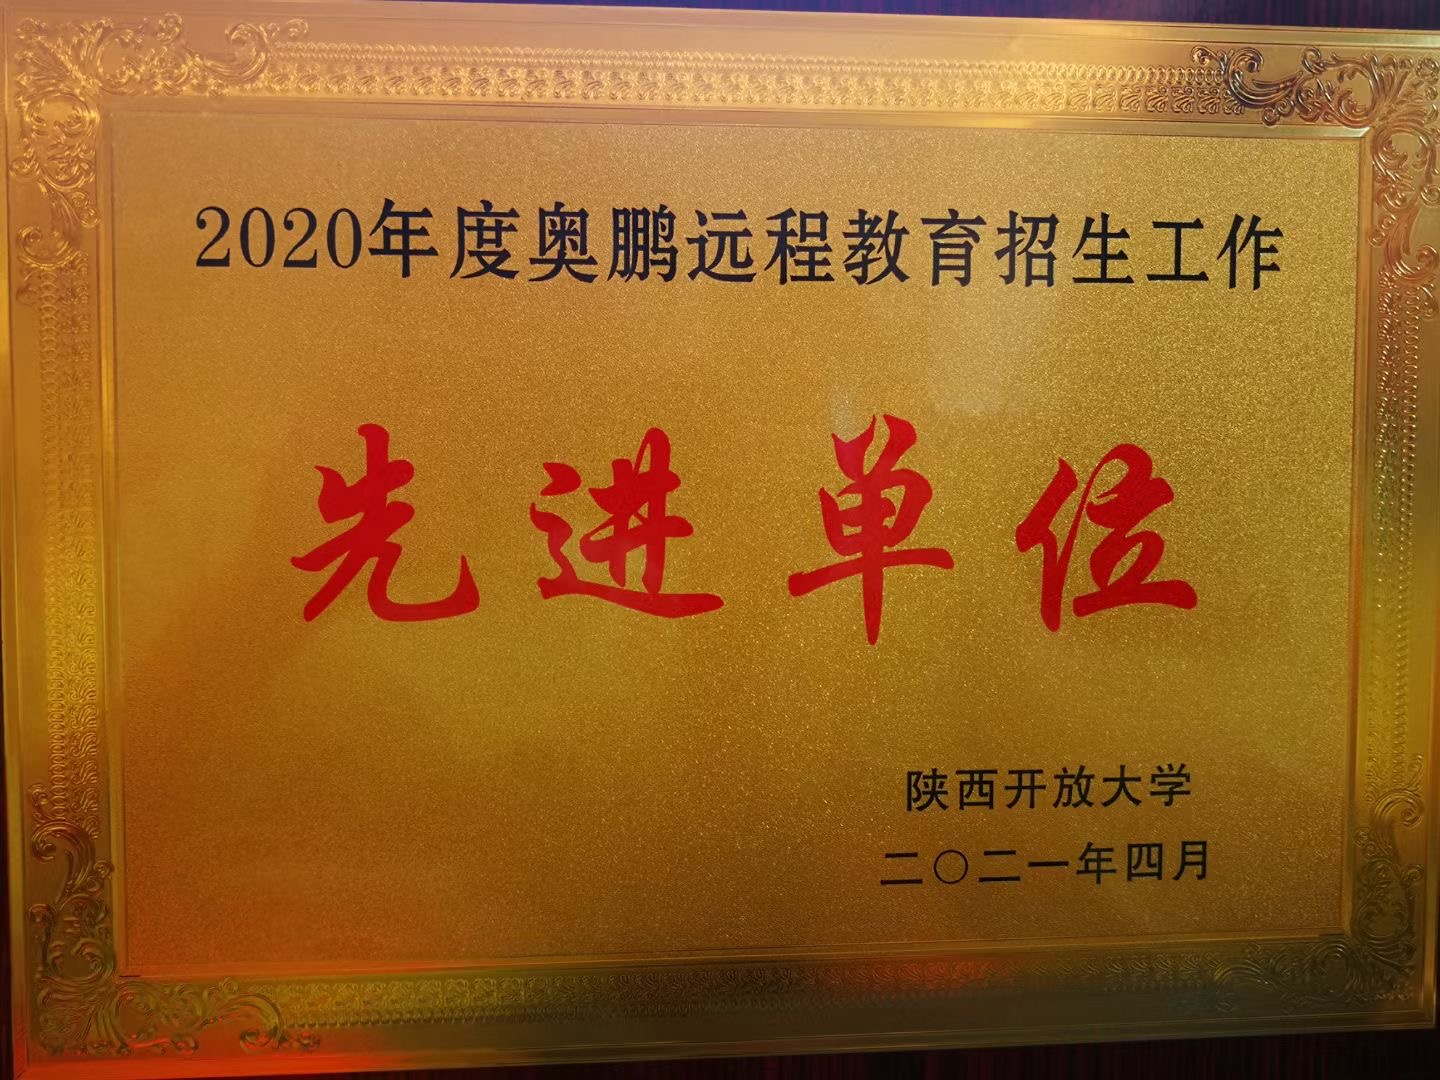 2020年度奥鹏远程教育招生工作
先进单位
陕西开放大学
二〇二一年四月